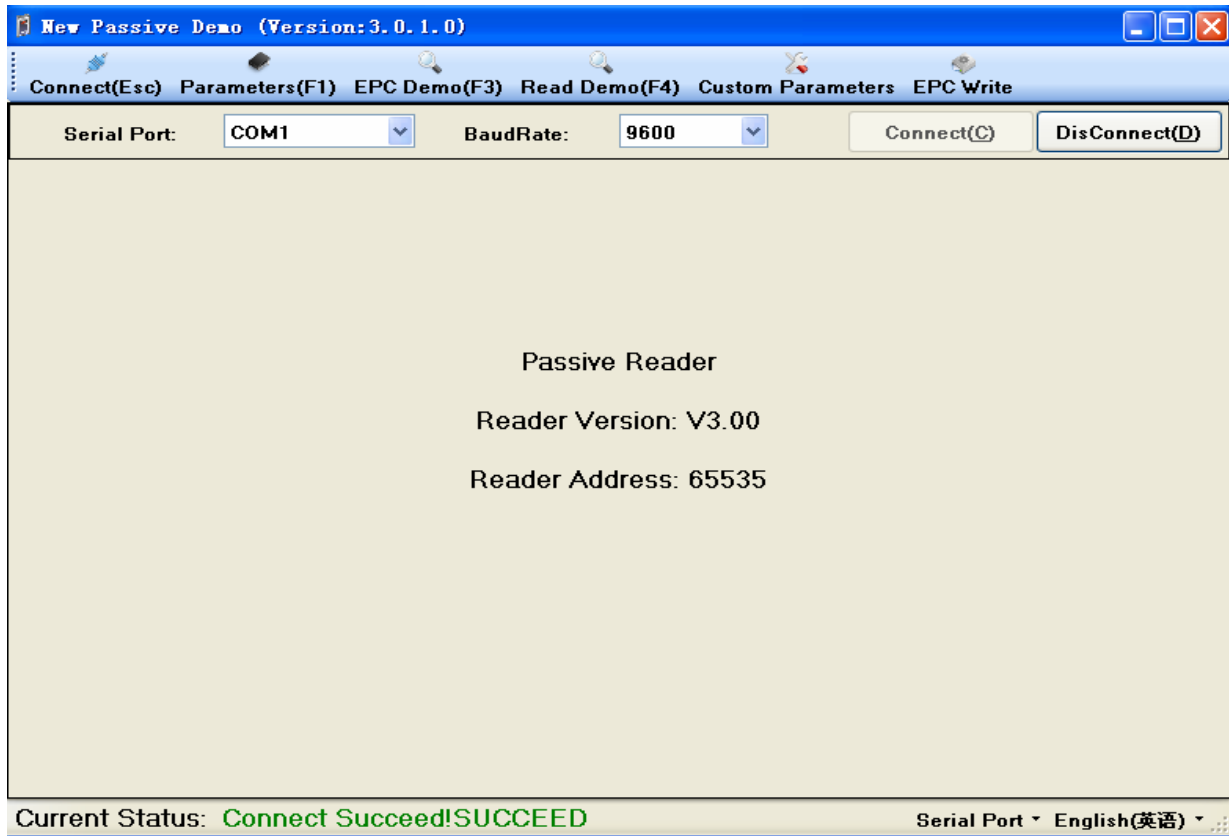 New Passive Demo (Version:3.0.1.0)
Connect(Esc) Parameters(F1) EPC Demo(F3) Read Demo(F4) Custom Parameters EPC Write
Serial Port: COM1 BaudRate: 9600 Connect(C) DisConnect(D)
Passive Reader
Reader Version: V3.00
Reader Address: 65535
Current Status: Connect Succeed!SUCCEED Serial Port English(英语)